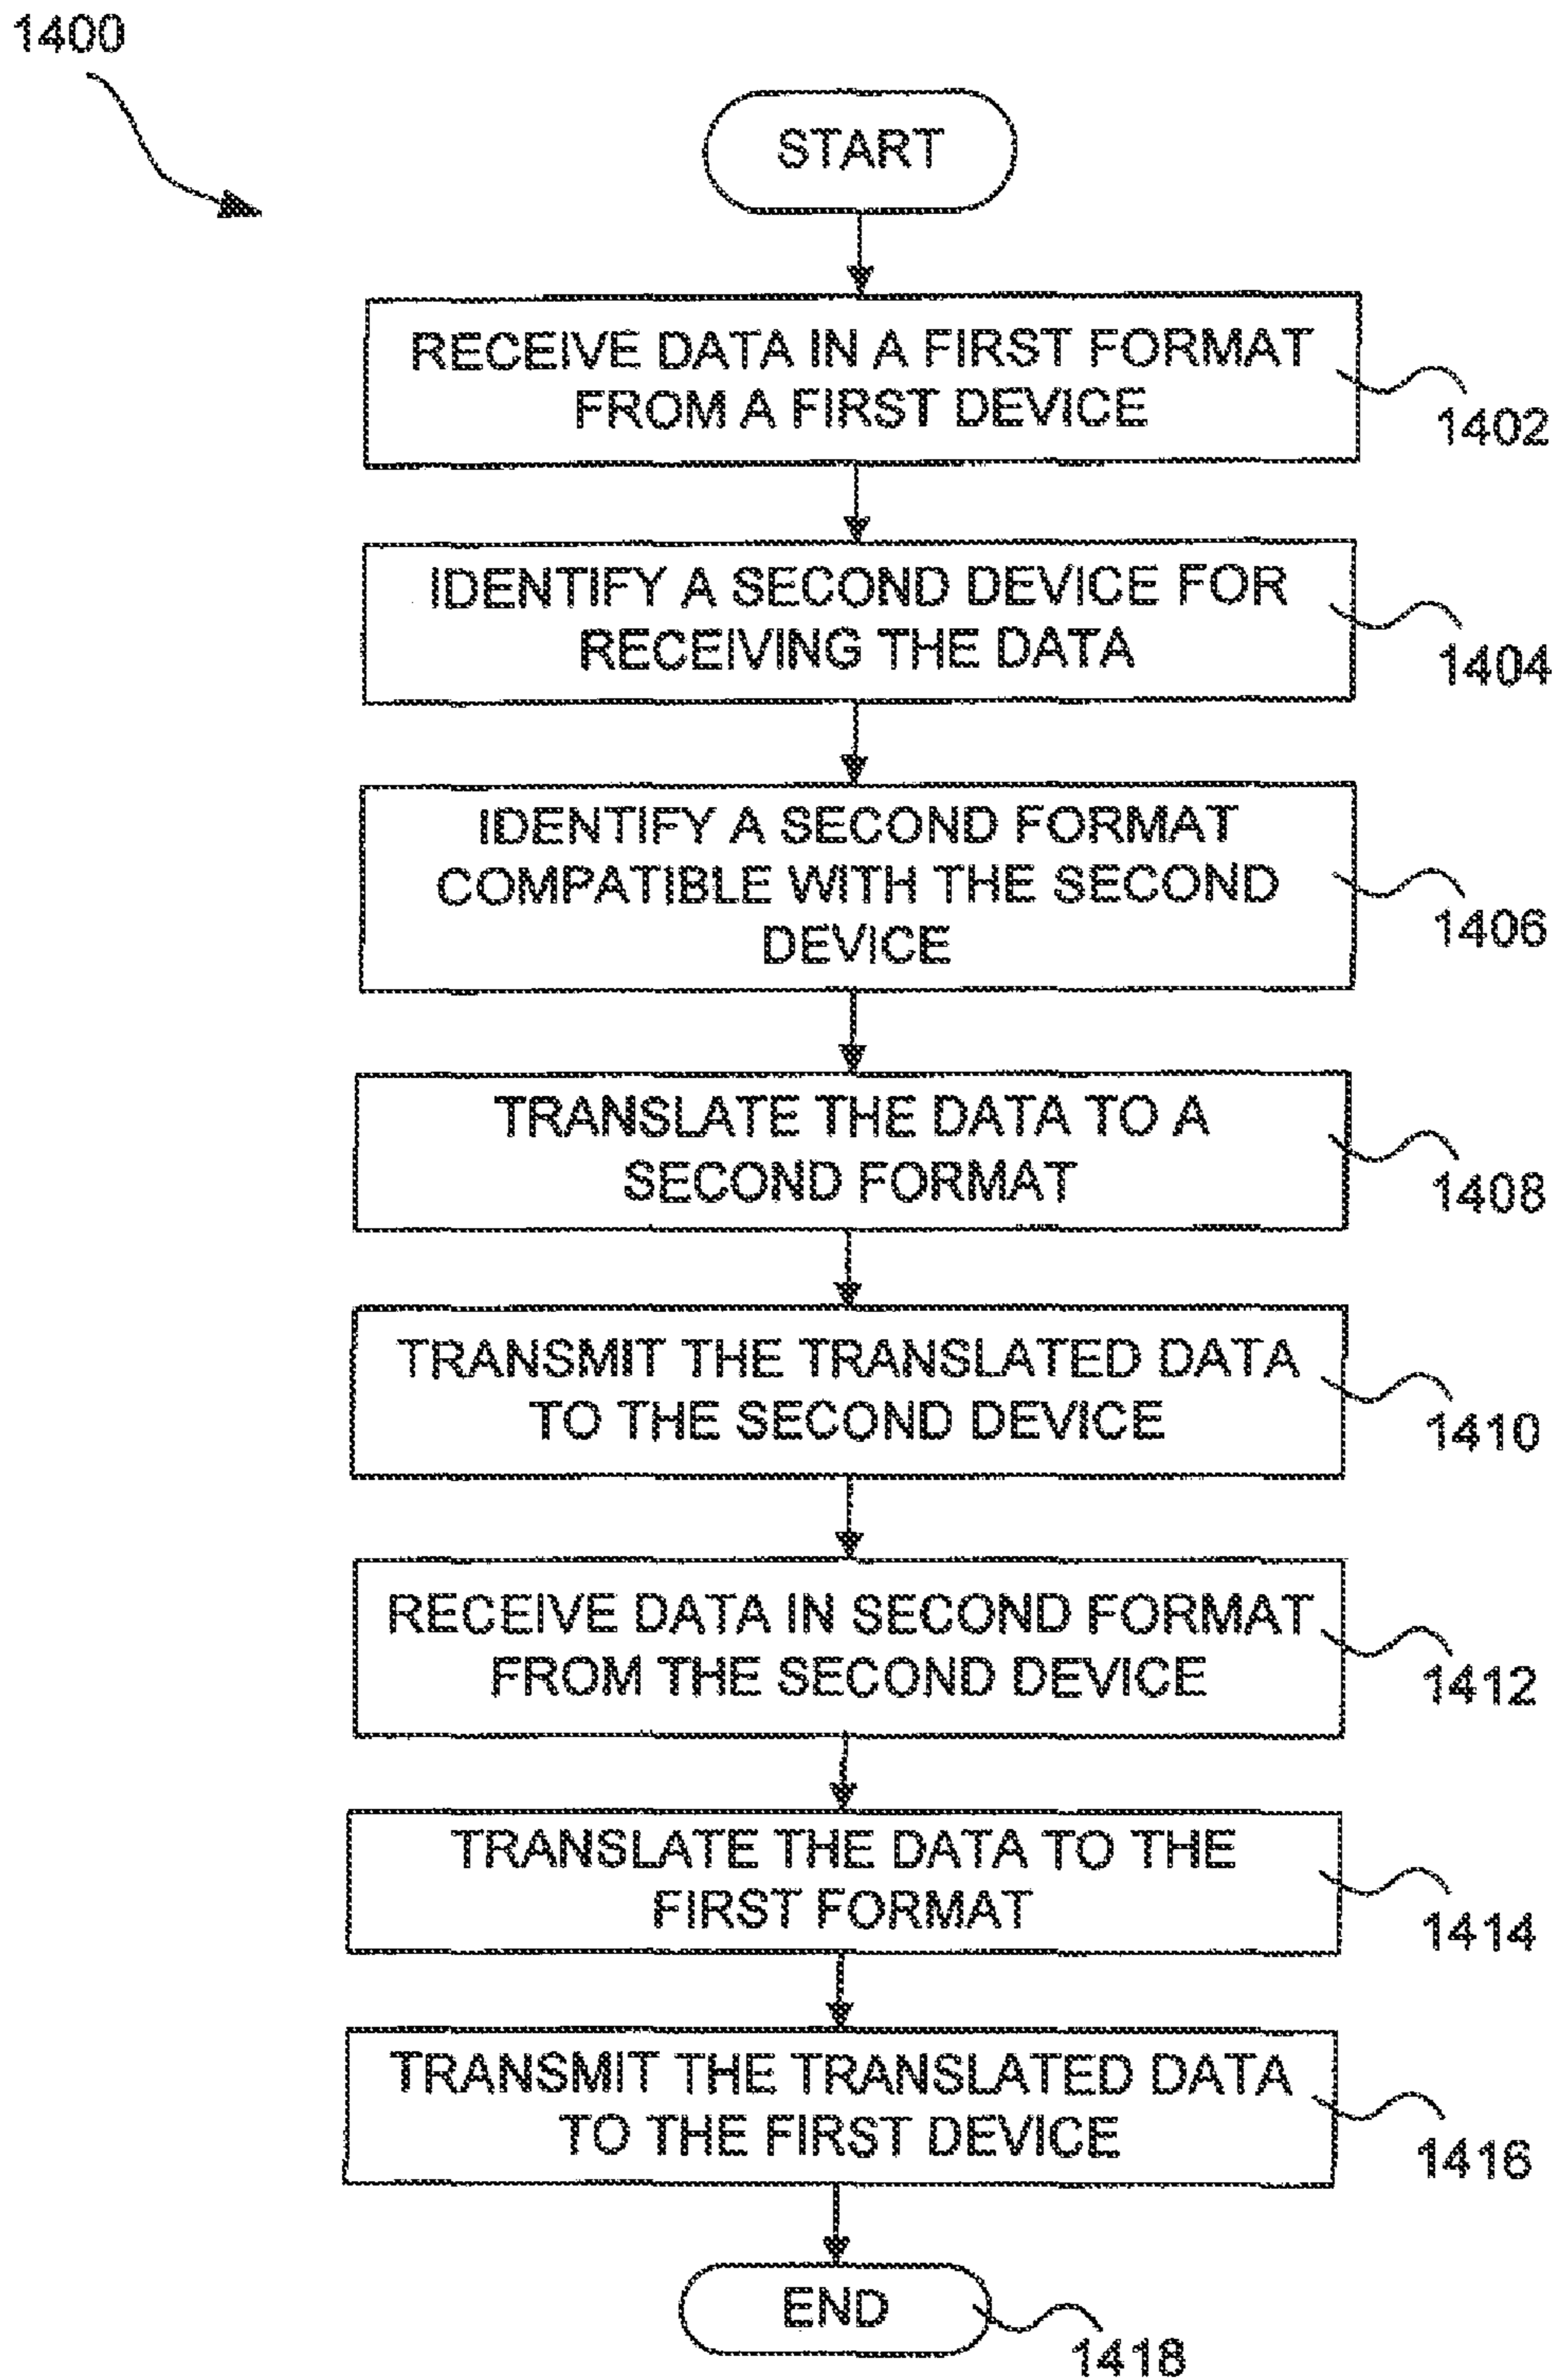 1400
START
RECEIVE DATA IN A FIRST FORMAT
FROM A FIRST DEVICE
1402
IDENTIFY A SECOND DEVICE FOR
RECEIVING THE DATA
1404
IDENTIFY A SECOND FORMAT
COMPATIBLE WITH THE SECOND
DEVICE
1406
TRANSLATE THE DATA TO A
SECOND FORMAT
1408
TRANSMIT THE TRANSLATED DATA
TO THE SECOND DEVICE
1410
RECEIVE DATA IN SECOND FORMAT
FROM THE SECOND DEVICE
1412
TRANSLATE THE DATA TO THE
FIRST FORMAT
1414
TRANSMIT THE TRANSLATED DATA
TO THE FIRST DEVICE
1416
END
1418